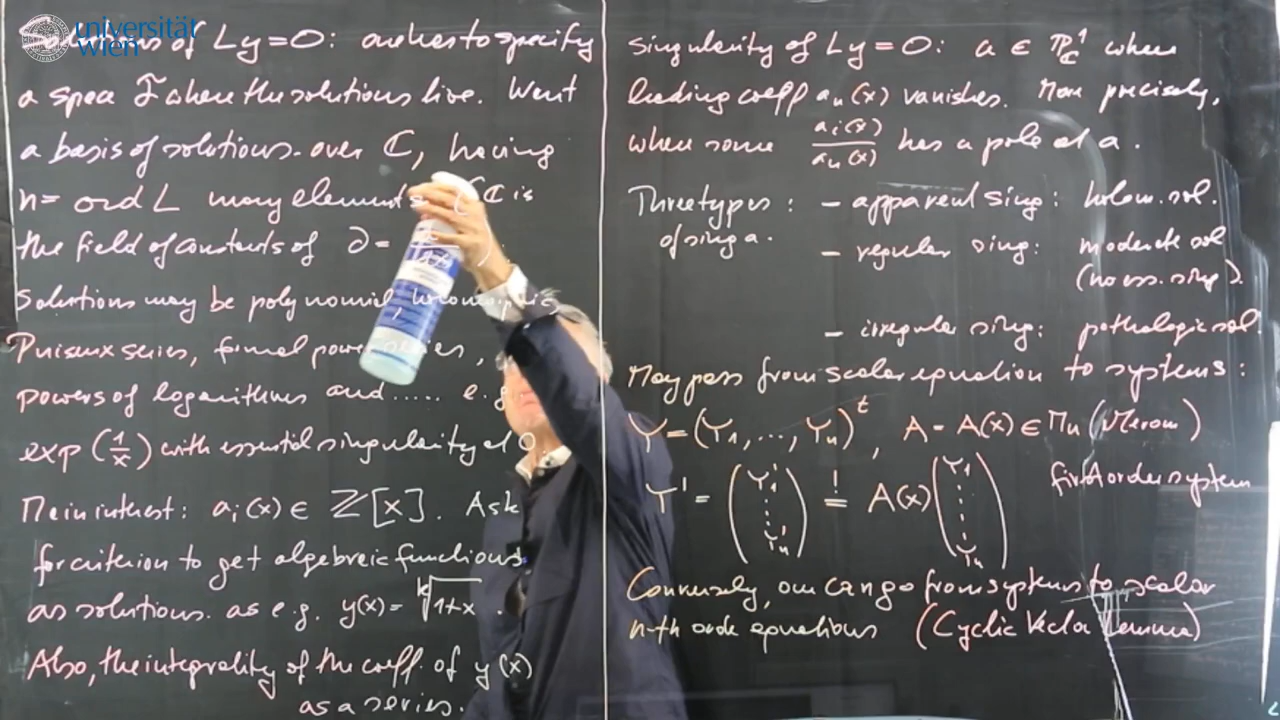 universität
wien
of Ly=0: one has to specify
a space F where the solutions live. Want
a basis of solutions over ℂ, having
n= ord L many elements (ℂ is
the field of constants of ∂=
Solutions may be polynomial, holomorphic
Puiseux series, formal power series,
powers of logarithms and ..... e.g
exp (1/x) with essential singularity at 0
Main interest: aᵢ(x) ∈ ℤ[x]. Ask
for criterion to get algebraic functions
as solutions. as e.g. y(x)= ᵏ√(1+x) .
Also, the integrality of the coeff. of y(x)
as a series.
singularity of Ly=0: a ∈ ℙ¹_ℂ where
leading coeff aₙ(x) vanishes. More precisely,
where some aᵢ(x)/aₙ(x) has a pole at a.
Three types : – apparent sing: holom. sol.
of sing a. – regular sing: moderate sol
(no ess. sing).
– irregular sing: pathologic sol.
May pass from scalar equation to systems:
Y=(Y₁,..., Yₙ)ᵗ, A = A(x) ∈ Mₙ(Merom)
Y' = (Y₁' ⋮ Yₙ') =! A(x) (Y₁ ⋮ Yₙ) first order system
Conversely, one can go from systems to scalar
n-th order equations (Cyclic Vector Lemma)